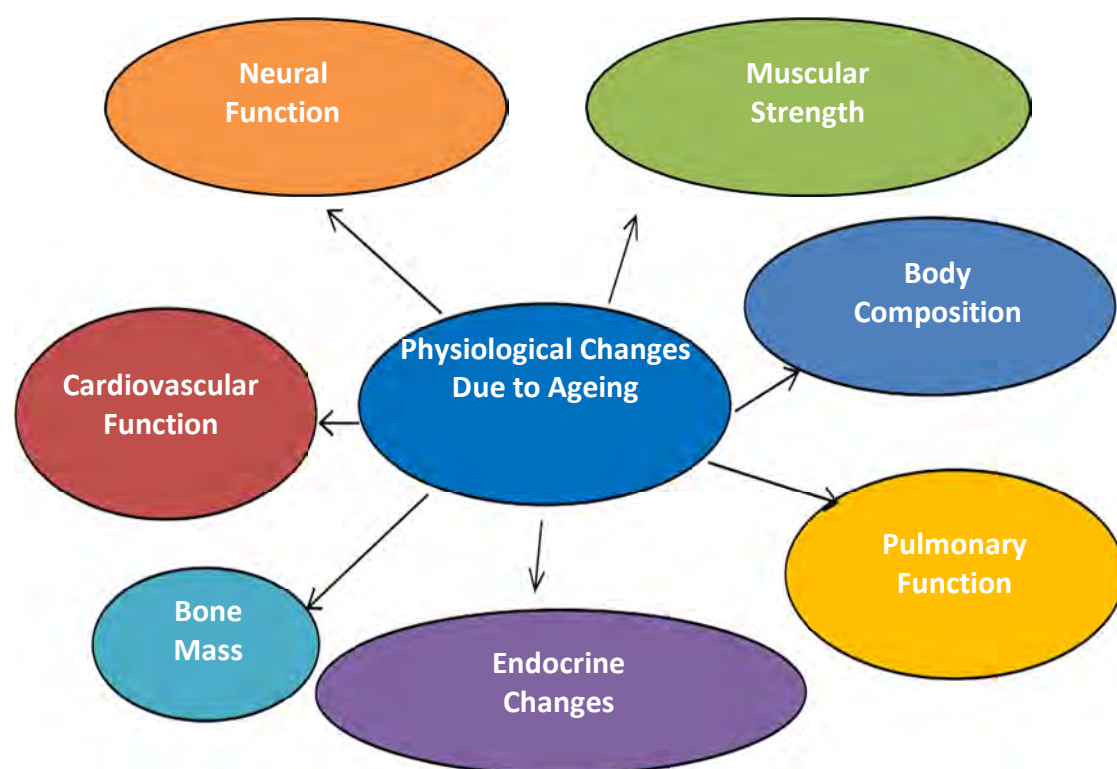 Neural
Function
Muscular
Strength
Body
Composition
Physiological Changes
Due to Ageing
Cardiovascular
Function
Pulmonary
Function
Bone
Mass
Endocrine
Changes